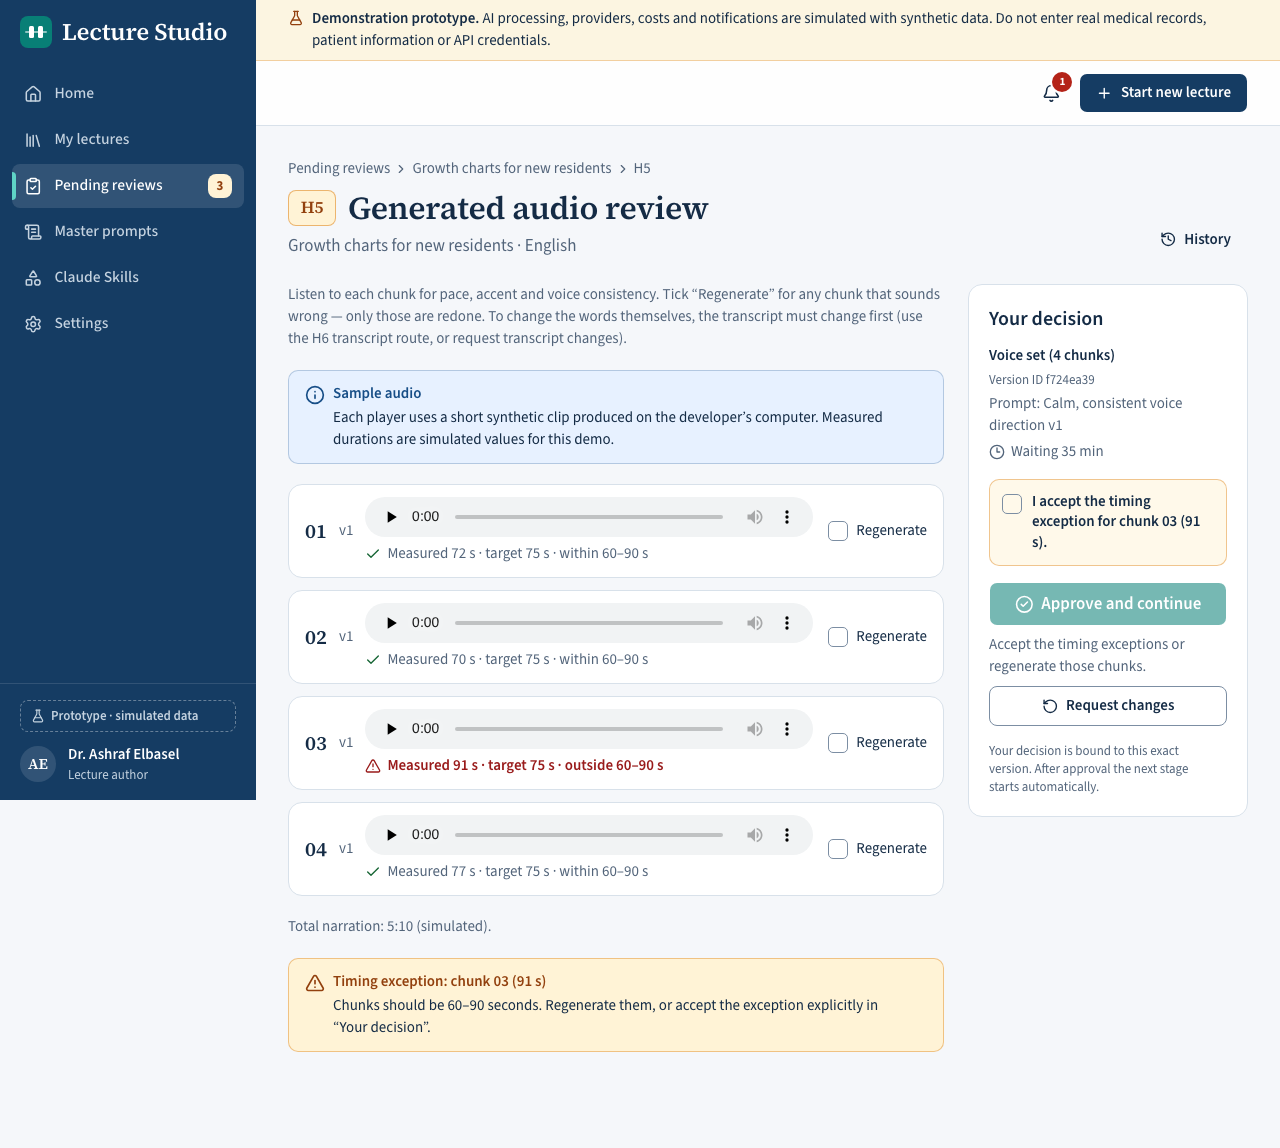 Lecture Studio
Home
My lectures
Pending reviews 3
Master prompts
Claude Skills
Settings
Prototype · simulated data
AE
Dr. Ashraf Elbasel
Lecture author
Demonstration prototype. AI processing, providers, costs and notifications are simulated with synthetic data. Do not enter real medical records,
patient information or API credentials.
1
Start new lecture
Pending reviews > Growth charts for new residents > H5
H5 Generated audio review
Growth charts for new residents · English
History
Listen to each chunk for pace, accent and voice consistency. Tick “Regenerate” for any chunk that sounds
wrong — only those are redone. To change the words themselves, the transcript must change first (use
the H6 transcript route, or request transcript changes).
Sample audio
Each player uses a short synthetic clip produced on the developer’s computer. Measured
durations are simulated values for this demo.
01 v1 0:00 Regenerate
Measured 72 s · target 75 s · within 60–90 s
02 v1 0:00 Regenerate
Measured 70 s · target 75 s · within 60–90 s
03 v1 0:00 Regenerate
Measured 91 s · target 75 s · outside 60–90 s
04 v1 0:00 Regenerate
Measured 77 s · target 75 s · within 60–90 s
Total narration: 5:10 (simulated).
Timing exception: chunk 03 (91 s)
Chunks should be 60–90 seconds. Regenerate them, or accept the exception explicitly in
“Your decision”.
Your decision
Voice set (4 chunks)
Version ID f724ea39
Prompt: Calm, consistent voice
direction v1
Waiting 35 min
I accept the timing
exception for chunk 03 (91
s).
Approve and continue
Accept the timing exceptions or
regenerate those chunks.
Request changes
Your decision is bound to this exact
version. After approval the next stage
starts automatically.